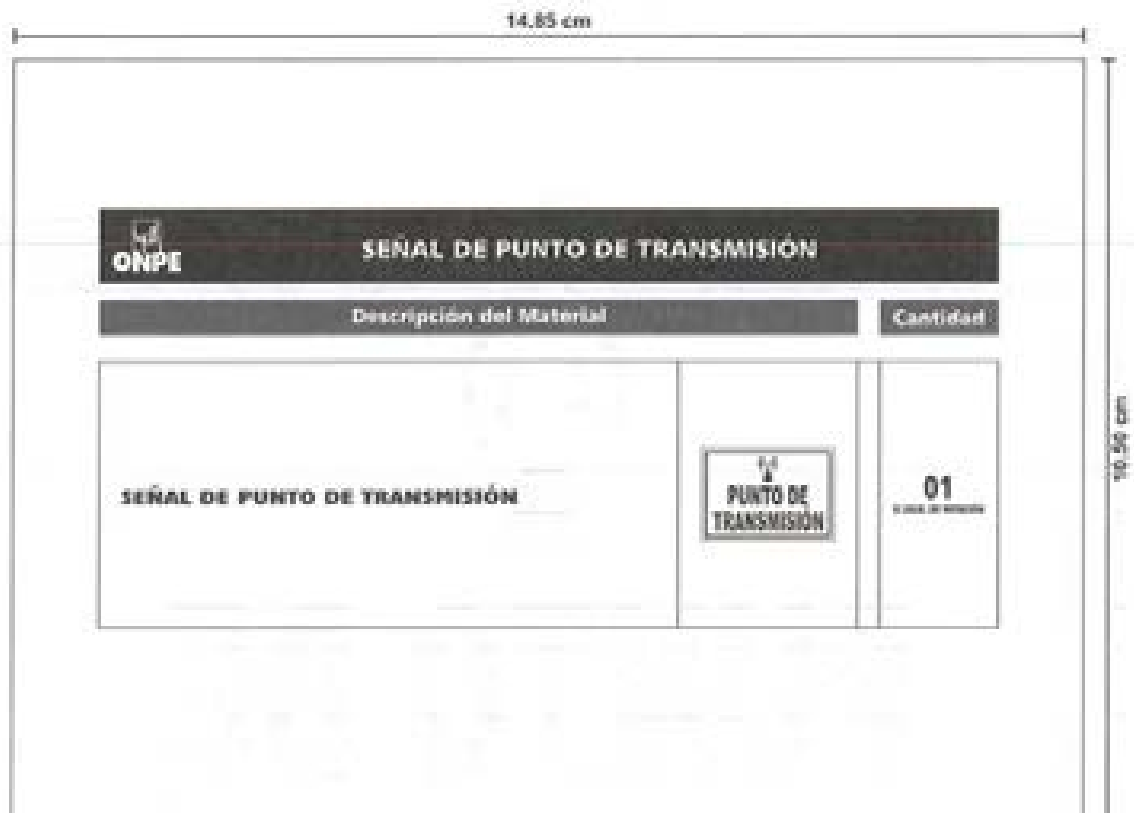 14.85 cm
ONPE
SEÑAL DE PUNTO DE TRANSMISIÓN
Descripción del Material
Cantidad
SEÑAL DE PUNTO DE TRANSMISIÓN
PUNTO DE
TRANSMISIÓN
01
10.50 cm